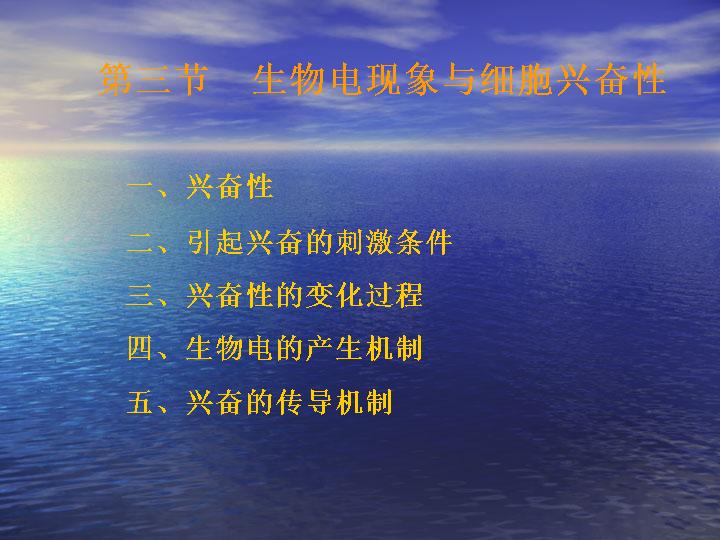 第三节　生物电现象与细胞兴奋性
一、兴奋性
二、引起兴奋的刺激条件
三、兴奋性的变化过程
四、生物电的产生机制
五、兴奋的传导机制